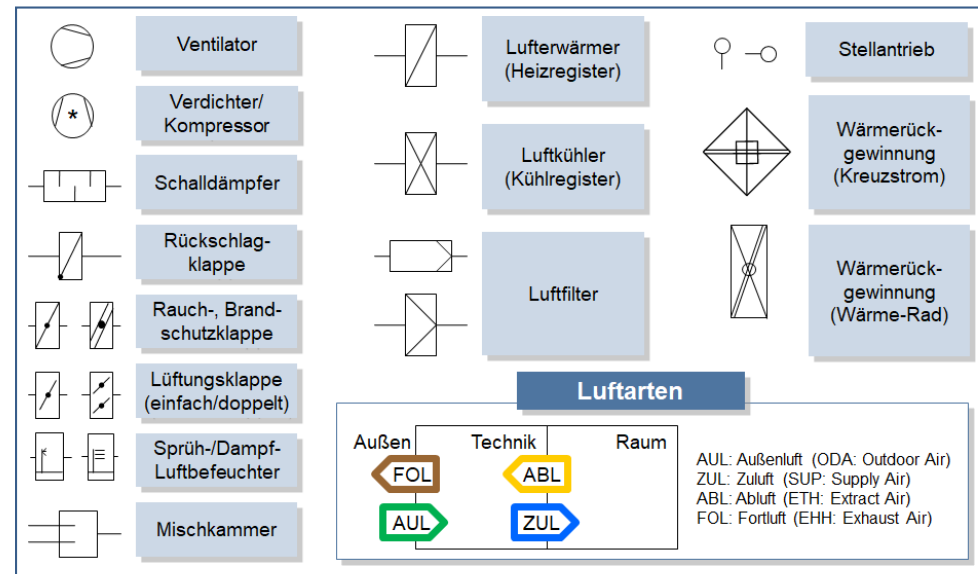 Ventilator
Verdichter/
Kompressor
*
Schalldämpfer
Rückschlag-
klappe
Rauch-, Brand-
schutzklappe
Lüftungsklappe
(einfach/doppelt)
Sprüh-/Dampf-
Luftbefeuchter
Mischkammer
Lufterwärmer
(Heizregister)
Luftkühler
(Kühlregister)
Luftfilter
Stellantrieb
Wärmerück-
gewinnung
(Kreuzstrom)
Wärmerück-
gewinnung
(Wärme-Rad)
Luftarten
Außen Technik Raum
FOL ABL
AUL ZUL
AUL: Außenluft (ODA: Outdoor Air)
ZUL: Zuluft (SUP: Supply Air)
ABL: Abluft (ETH: Extract Air)
FOL: Fortluft (EHH: Exhaust Air)